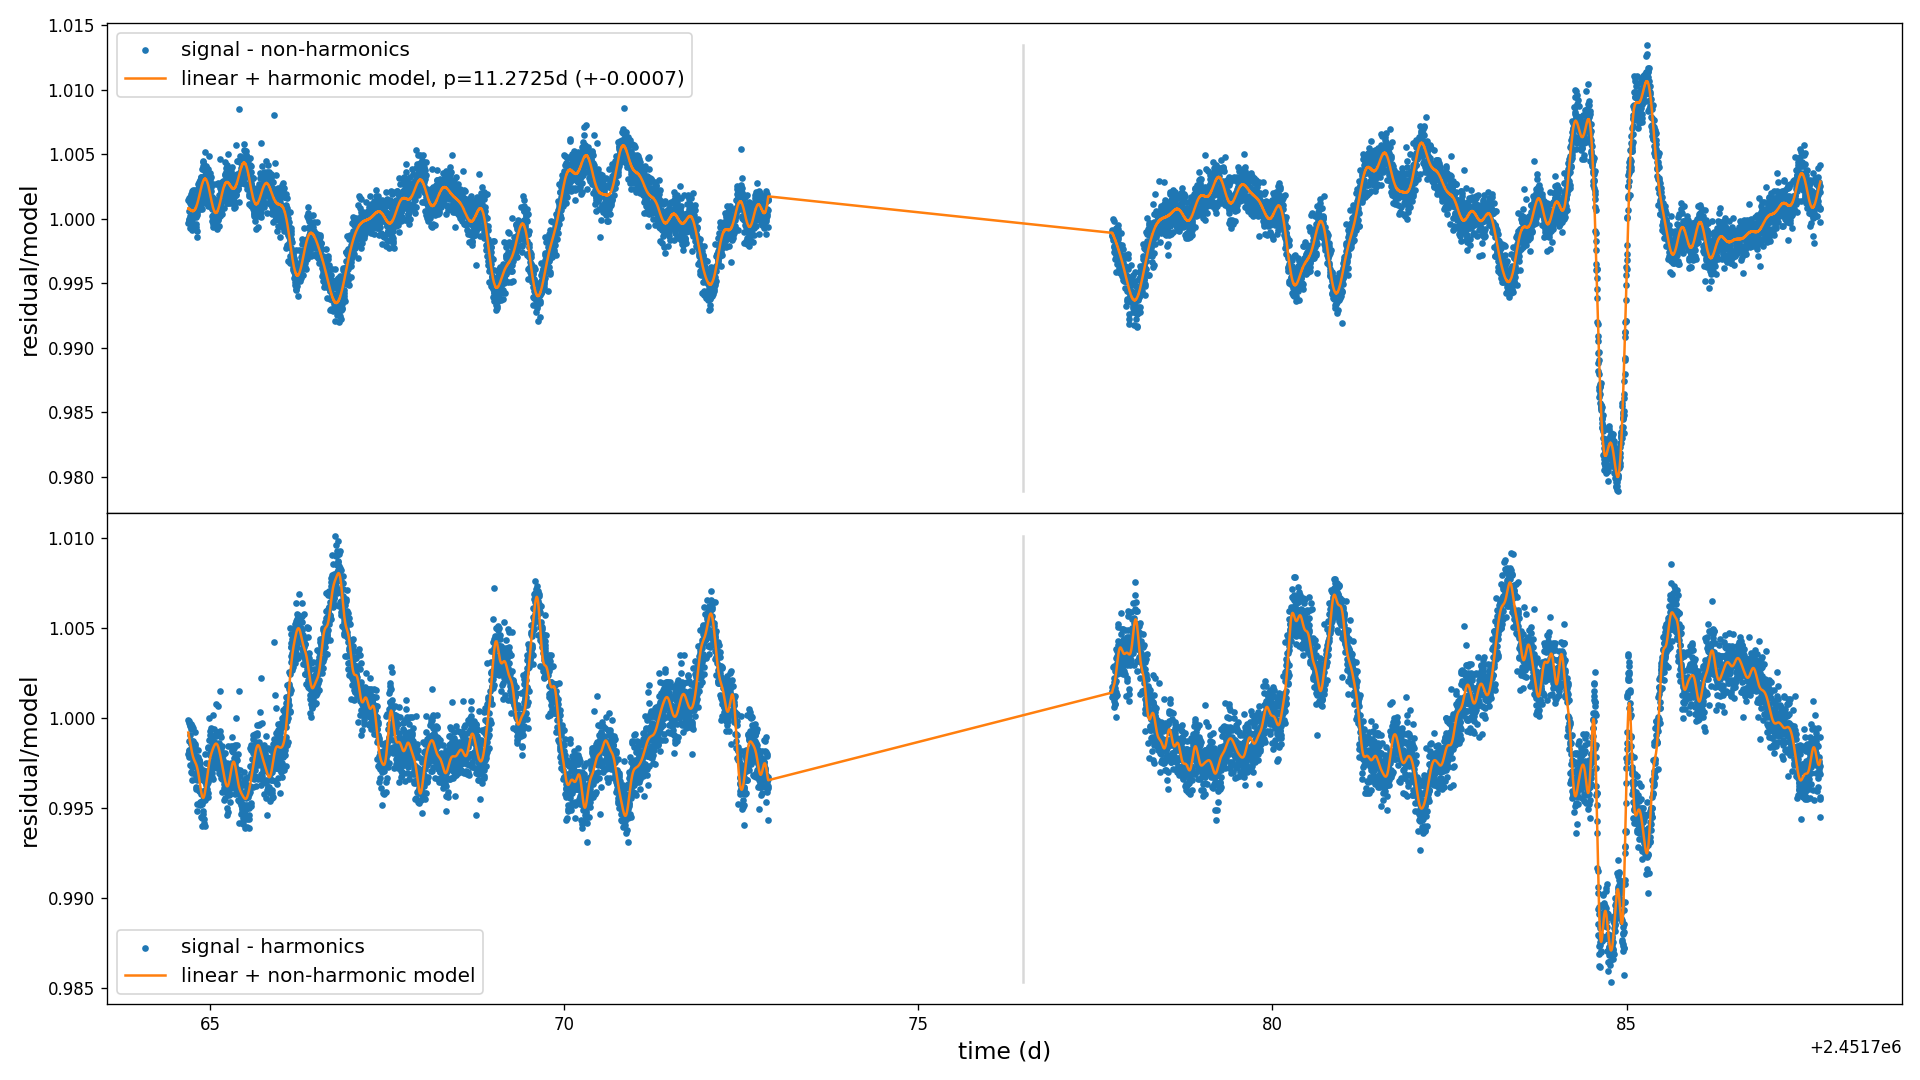 1.015
1.010
1.005
1.000
0.995
0.990
0.985
0.980
residual/model
signal - non-harmonics
linear + harmonic model, p=11.2725d (+-0.0007)
1.010
1.005
1.000
0.995
0.990
0.985
residual/model
signal - harmonics
linear + non-harmonic model
65 70 75 80 85
time (d)
+2.4517e6